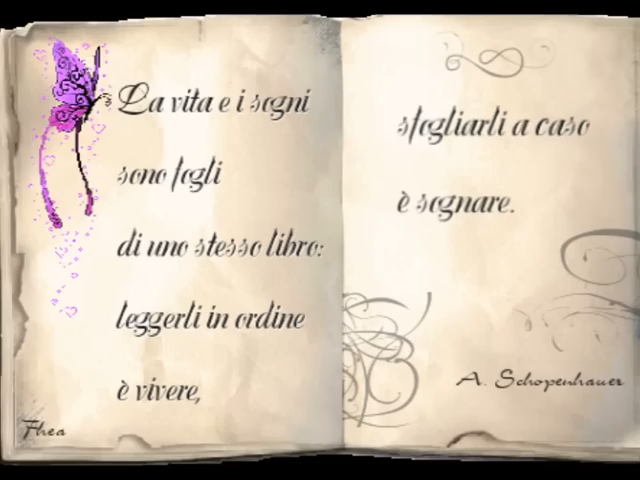 La vita e i sogni
sono fogli
di uno stesso libro:
leggerli in ordine
è vivere,
sfogliarli a caso
è sognare.
A. Schopenhauer
Fhea